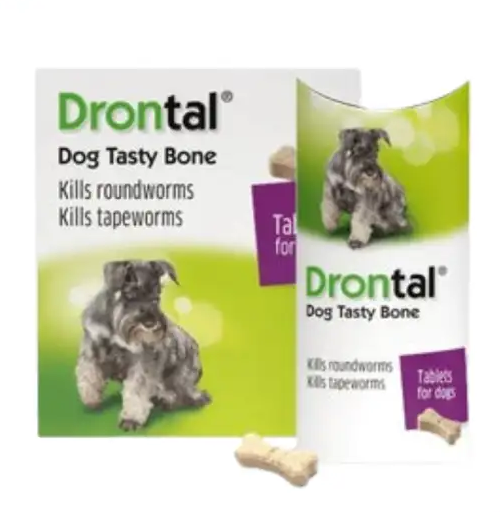 Drontal®
Dog Tasty Bone
Kills roundworms
Kills tapeworms
Drontal®
Dog Tasty Bone
Kills roundworms
Kills tapeworms
Tablets
for dogs